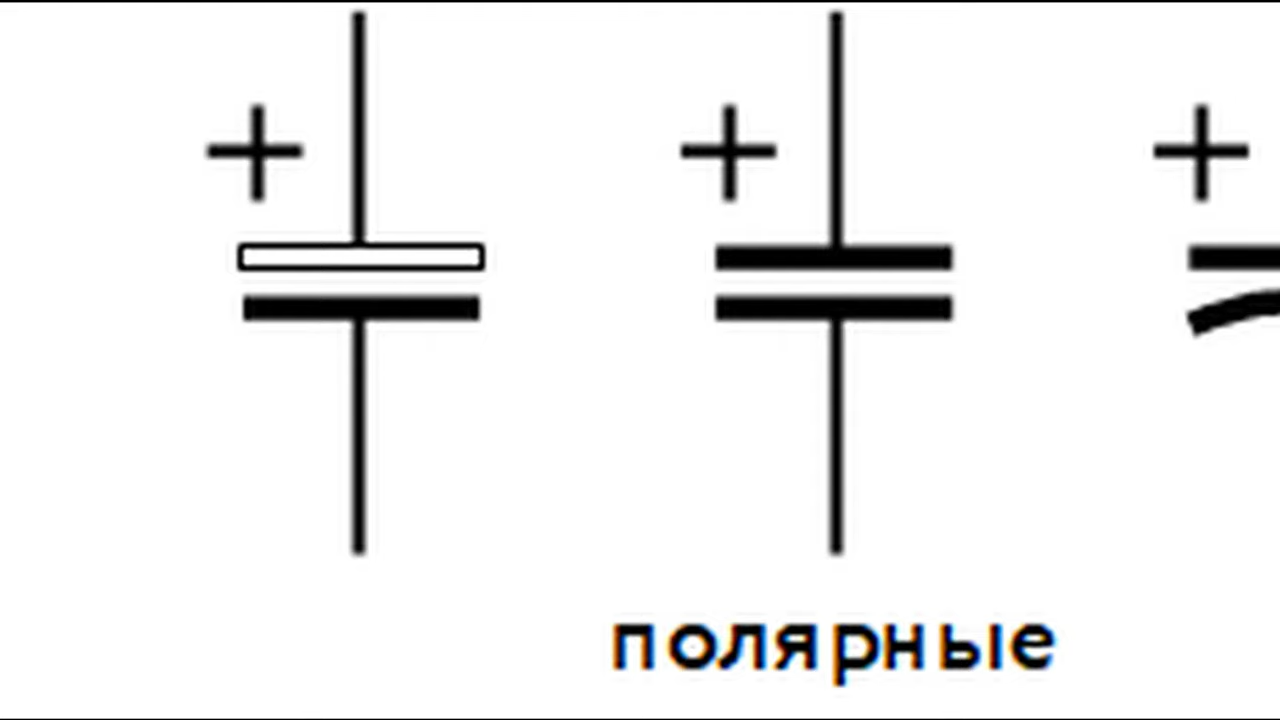 + + +
полярные